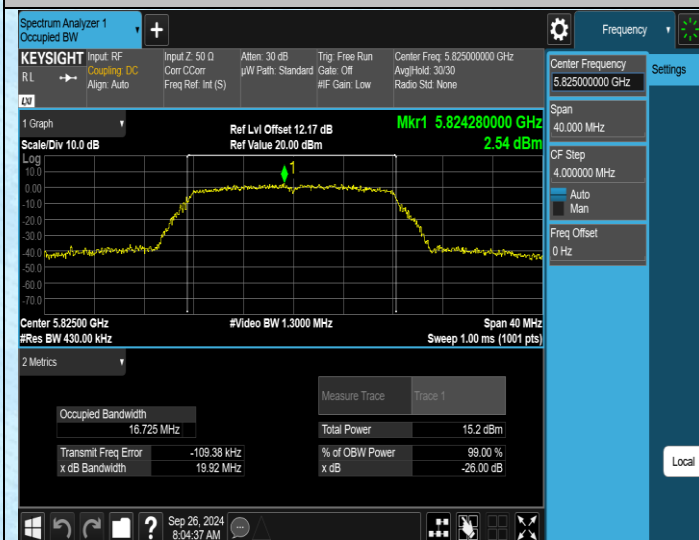 Spectrum Analyzer 1
Occupied BW
Frequency
KEYSIGHT
R L
LXI
Input: RF
Coupling: DC
Align: Auto
Input Z: 50 Ω
Corr CCorr
Freq Ref: Int (S)
Atten: 30 dB
µW Path: Standard
Trig: Free Run
Gate: Off
#IF Gain: Low
Center Freq: 5.825000000 GHz
Avg|Hold: 30/30
Radio Std: None
Center Frequency
5.825000000 GHz
Settings
Span
40.000 MHz
CF Step
4.000000 MHz
Auto
Man
Freq Offset
0 Hz
1 Graph
Scale/Div 10.0 dB
Ref Lvl Offset 12.17 dB
Ref Value 20.00 dBm
Mkr1 5.824280000 GHz
2.54 dBm
Log
10.0
0.00
-10.0
-20.0
-30.0
-40.0
-50.0
-60.0
-70.0
1
Center 5.82500 GHz
#Video BW 1.3000 MHz
Span 40 MHz
#Res BW 430.00 kHz
Sweep 1.00 ms (1001 pts)
2 Metrics
Measure Trace
Trace 1
Occupied Bandwidth
16.725 MHz
Total Power
15.2 dBm
Transmit Freq Error
-109.38 kHz
% of OBW Power
99.00 %
x dB Bandwidth
19.92 MHz
x dB
-26.00 dB
Local
?
Sep 26, 2024
8:04:37 AM